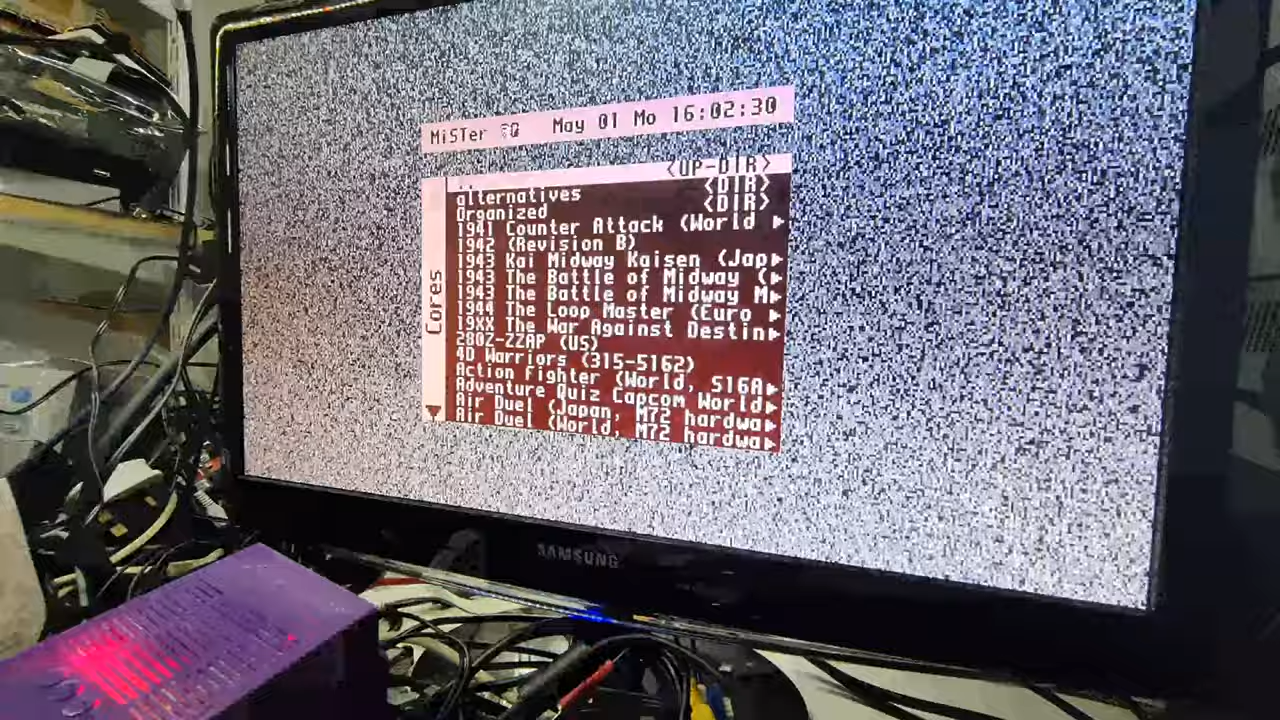 MiSTer May 01 Mo 16:02:30
.. <UP-DIR>
alternatives <DIR>
Organized <DIR>
1941 Counter Attack (World
1942 (Revision B)
1943 Kai Midway Kaisen (Jap
1943 The Battle of Midway (
1943 The Battle of Midway M
1944 The Loop Master (Euro
19XX The War Against Destin
280Z-ZZAP (US)
4D Warriors (315-5162)
Action Fighter (World, S16A
Adventure Quiz Capcom World
Air Duel (Japan, M72 hardwa
Air Duel (World, M72 hardwa
Cores
SAMSUNG